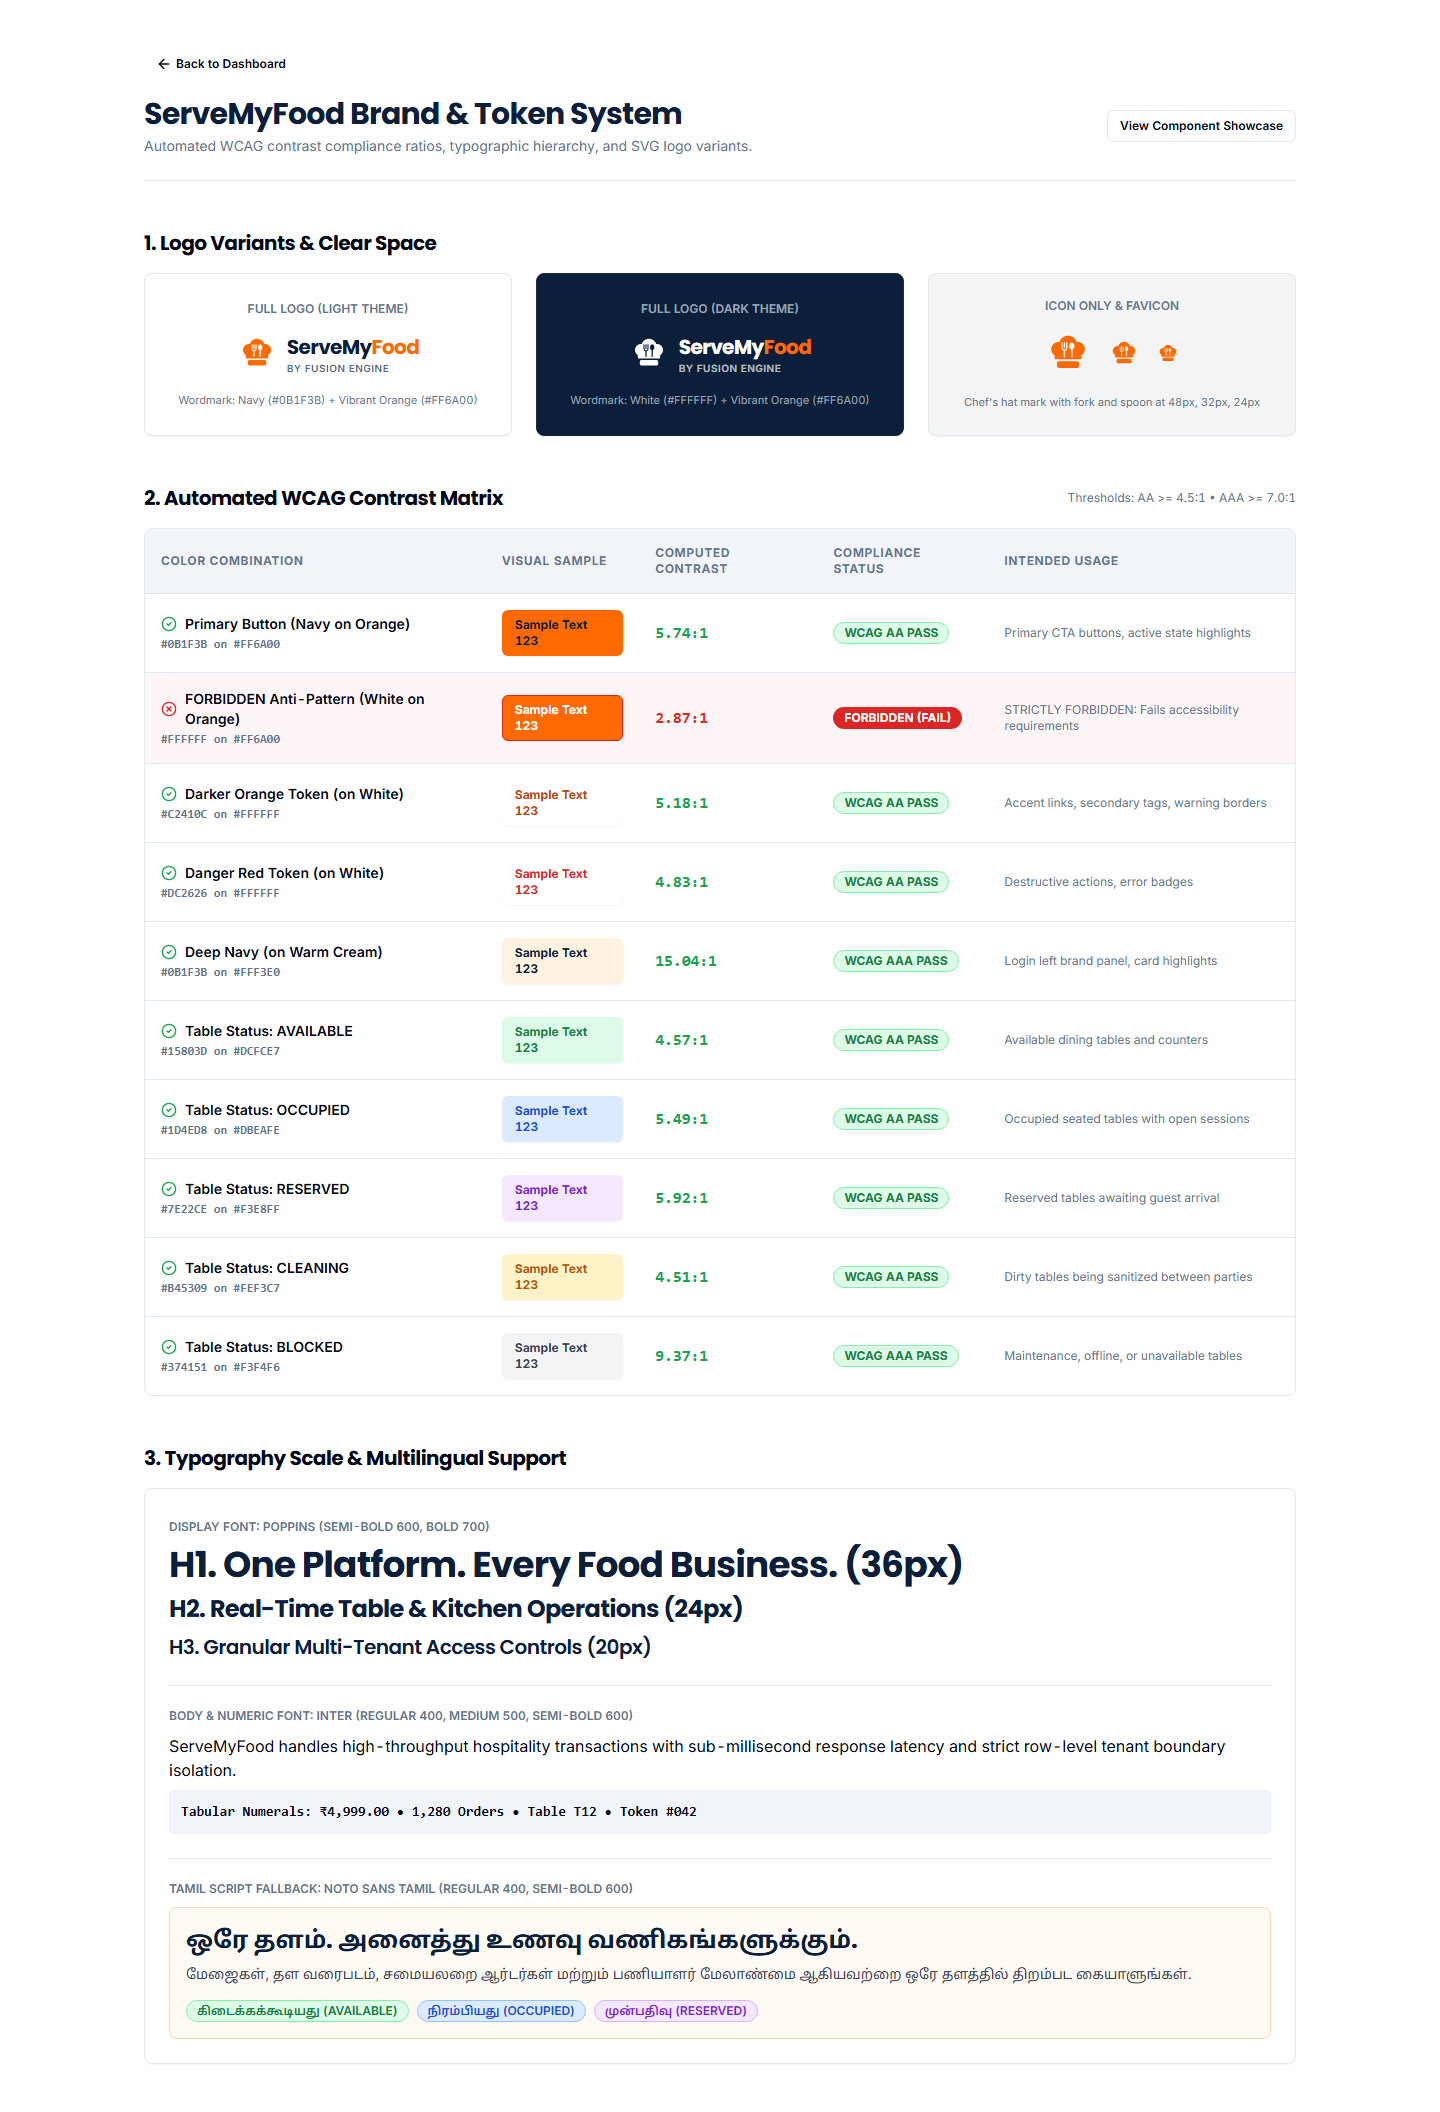 Back to Dashboard
ServeMyFood Brand & Token System
Automated WCAG contrast compliance ratios, typographic hierarchy, and SVG logo variants.
View Component Showcase
1. Logo Variants & Clear Space
FULL LOGO (LIGHT THEME)
ServeMyFood
BY FUSION ENGINE
Wordmark: Navy (#0B1F3B) + Vibrant Orange (#FF6A00)
FULL LOGO (DARK THEME)
ServeMyFood
BY FUSION ENGINE
Wordmark: White (#FFFFFF) + Vibrant Orange (#FF6A00)
ICON ONLY & FAVICON
Chef's hat mark with fork and spoon at 48px, 32px, 24px
2. Automated WCAG Contrast Matrix
Thresholds: AA >= 4.5:1 • AAA >= 7.0:1
COLOR COMBINATION
VISUAL SAMPLE
COMPUTED
CONTRAST
COMPLIANCE
STATUS
INTENDED USAGE
Primary Button (Navy on Orange)
#0B1F3B on #FF6A00
Sample Text
123
5.74:1
WCAG AA PASS
Primary CTA buttons, active state highlights
FORBIDDEN Anti-Pattern (White on
Orange)
#FFFFFF on #FF6A00
Sample Text
123
2.87:1
FORBIDDEN (FAIL)
STRICTLY FORBIDDEN: Fails accessibility
requirements
Darker Orange Token (on White)
#C2410C on #FFFFFF
Sample Text
123
5.18:1
WCAG AA PASS
Accent links, secondary tags, warning borders
Danger Red Token (on White)
#DC2626 on #FFFFFF
Sample Text
123
4.83:1
WCAG AA PASS
Destructive actions, error badges
Deep Navy (on Warm Cream)
#0B1F3B on #FFF3E0
Sample Text
123
15.04:1
WCAG AAA PASS
Login left brand panel, card highlights
Table Status: AVAILABLE
#15803D on #DCFCE7
Sample Text
123
4.57:1
WCAG AA PASS
Available dining tables and counters
Table Status: OCCUPIED
#1D4ED8 on #DBEAFE
Sample Text
123
5.49:1
WCAG AA PASS
Occupied seated tables with open sessions
Table Status: RESERVED
#7E22CE on #F3E8FF
Sample Text
123
5.92:1
WCAG AA PASS
Reserved tables awaiting guest arrival
Table Status: CLEANING
#B45309 on #FEF3C7
Sample Text
123
4.51:1
WCAG AA PASS
Dirty tables being sanitized between parties
Table Status: BLOCKED
#374151 on #F3F4F6
Sample Text
123
9.37:1
WCAG AAA PASS
Maintenance, offline, or unavailable tables
3. Typography Scale & Multilingual Support
DISPLAY FONT: POPPINS (SEMI-BOLD 600, BOLD 700)
H1. One Platform. Every Food Business. (36px)
H2. Real-Time Table & Kitchen Operations (24px)
H3. Granular Multi-Tenant Access Controls (20px)
BODY & NUMERIC FONT: INTER (REGULAR 400, MEDIUM 500, SEMI-BOLD 600)
ServeMyFood handles high-throughput hospitality transactions with sub-millisecond response latency and strict row-level tenant boundary
isolation.
Tabular Numerals: ₹4,999.00 • 1,280 Orders • Table T12 • Token #042
TAMIL SCRIPT FALLBACK: NOTO SANS TAMIL (REGULAR 400, SEMI-BOLD 600)
ஒரே தளம். அனைத்து உணவு வணிகங்களுக்கும்.
மேஜைகள், தள வரைபடம், சமையலறை ஆர்டர்கள் மற்றும் பணியாளர் மேலாண்மை ஆகியவற்றை ஒரே தளத்தில் திறம்பட கையாளுங்கள்.
கிடைக்கக்கூடியது (AVAILABLE)
நிரம்பியது (OCCUPIED)
முன்பதிவு (RESERVED)